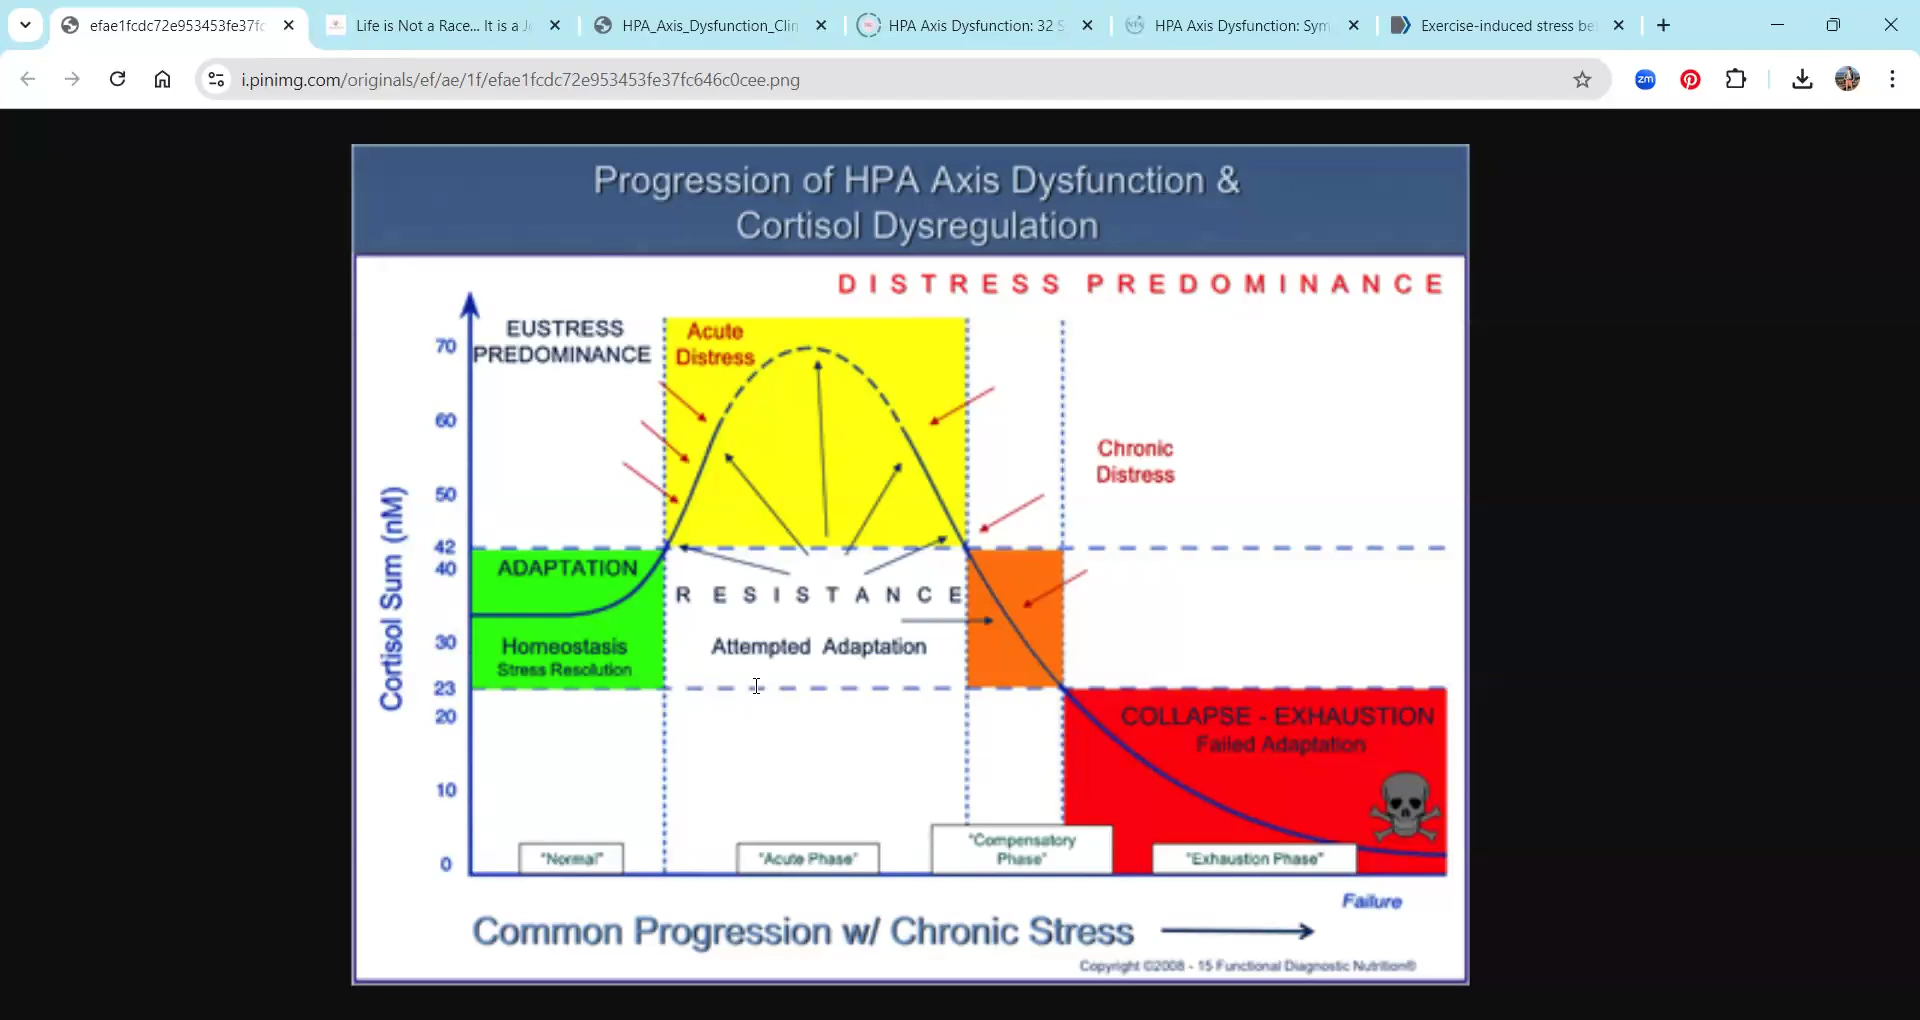 efae1fcdc72e953453fe37fc
Life is Not a Race... It is a J
HPA_Axis_Dysfunction_Clin
HPA Axis Dysfunction: 32 S
HPA Axis Dysfunction: Sym
Exercise-induced stress be
i.pinimg.com/originals/ef/ae/1f/efae1fcdc72e953453fe37fc646c0cee.png
zm
Progression of HPA Axis Dysfunction &
Cortisol Dysregulation
DISTRESS PREDOMINANCE
EUSTRESS
PREDOMINANCE
Acute
Distress
Chronic
Distress
Cortisol Sum (nM)
70
60
50
42
40
30
23
20
10
0
ADAPTATION
Homeostasis
Stress Resolution
RESISTANCE
Attempted Adaptation
COLLAPSE - EXHAUSTION
Failed Adaptation
"Normal"
"Acute Phase"
"Compensatory
Phase"
"Exhaustion Phase"
Failure
Common Progression w/ Chronic Stress
Copyright ©2008 - 15 Functional Diagnostic Nutrition®